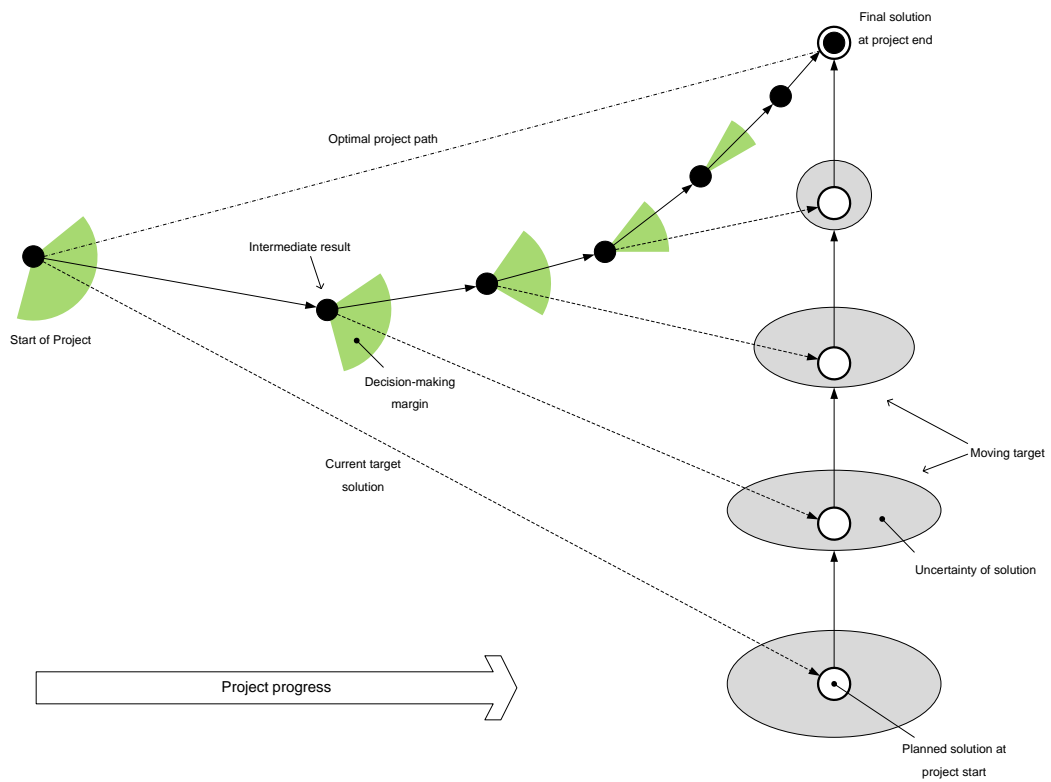 Final solution
at project end
Optimal project path
Intermediate result
Start of Project
Decision-making
margin
Current target
solution
Moving target
Uncertainty of solution
Project progress
Planned solution at
project start